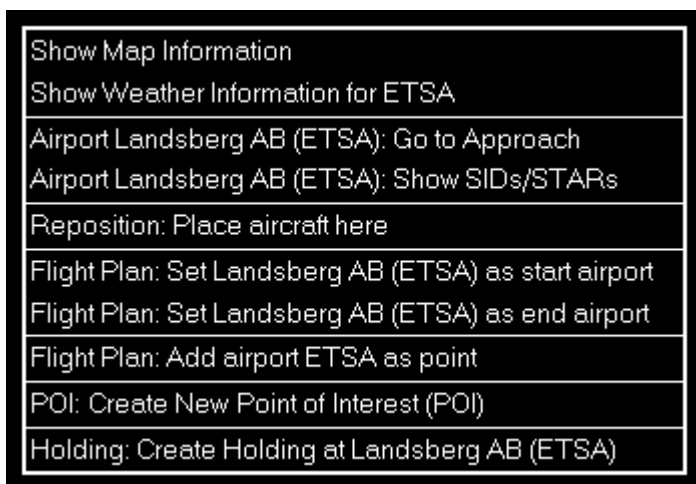 Show Map Information
Show Weather Information for ETSA
Airport Landsberg AB (ETSA): Go to Approach
Airport Landsberg AB (ETSA): Show SIDs/STARs
Reposition: Place aircraft here
Flight Plan: Set Landsberg AB (ETSA) as start airport
Flight Plan: Set Landsberg AB (ETSA) as end airport
Flight Plan: Add airport ETSA as point
POI: Create New Point of Interest (POI)
Holding: Create Holding at Landsberg AB (ETSA)